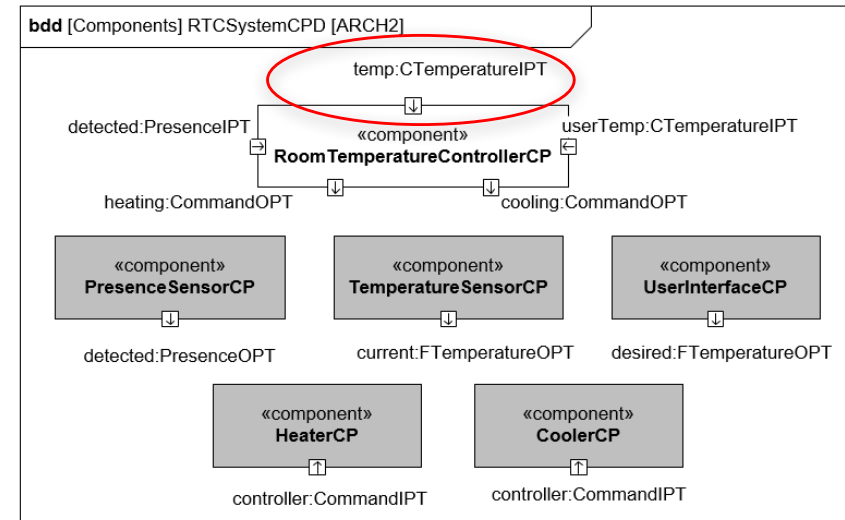 bdd [Components] RTCSystemCPD [ARCH2]
temp:CTemperatureIPT
detected:PresenceIPT
userTemp:CTemperatureIPT
«component»
RoomTemperatureControllerCP
heating:CommandOPT
cooling:CommandOPT
«component»
PresenceSensorCP
«component»
TemperatureSensorCP
«component»
UserInterfaceCP
detected:PresenceOPT
current:FTemperatureOPT
desired:FTemperatureOPT
«component»
HeaterCP
«component»
CoolerCP
controller:CommandIPT
controller:CommandIPT